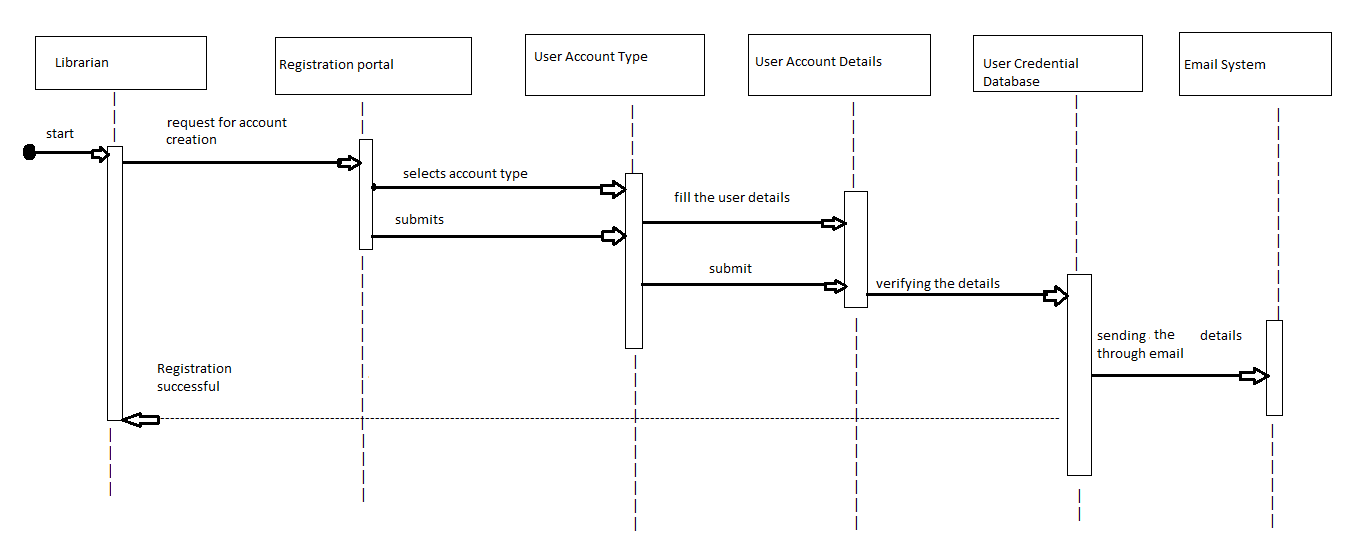 Librarian
Registration portal
User Account Type
User Account Details
User Credential
Database
Email System
start
request for account
creation
selects account type
fill the user details
submits
submit
verifying the details
sending the details
through email
Registration
successful